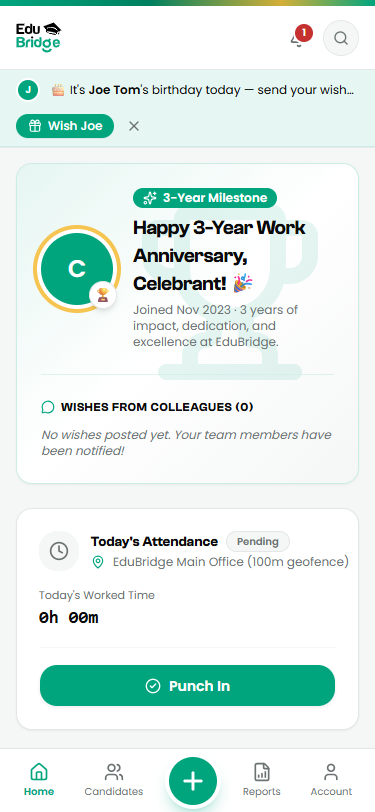 Edu
Bridge
1
J
It's Joe Tom's birthday today — send your wish...
Wish Joe
3-Year Milestone
Happy 3-Year Work
Anniversary,
Celebrant!
C
Joined Nov 2023 · 3 years of
impact, dedication, and
excellence at EduBridge.
WISHES FROM COLLEAGUES (0)
No wishes posted yet. Your team members have
been notified!
Today's Attendance
Pending
EduBridge Main Office (100m geofence)
Today's Worked Time
0h 00m
Punch In
Home
Candidates
Reports
Account